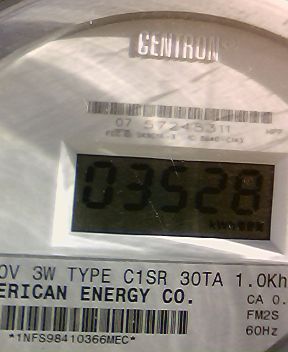 CENTRON
07 57245311
03528
0V 3W TYPE C1SR 30TA 1.0Kh
ERICAN ENERGY CO.
CA 0.
FM2S
*1NFS98410366MEC*
60Hz